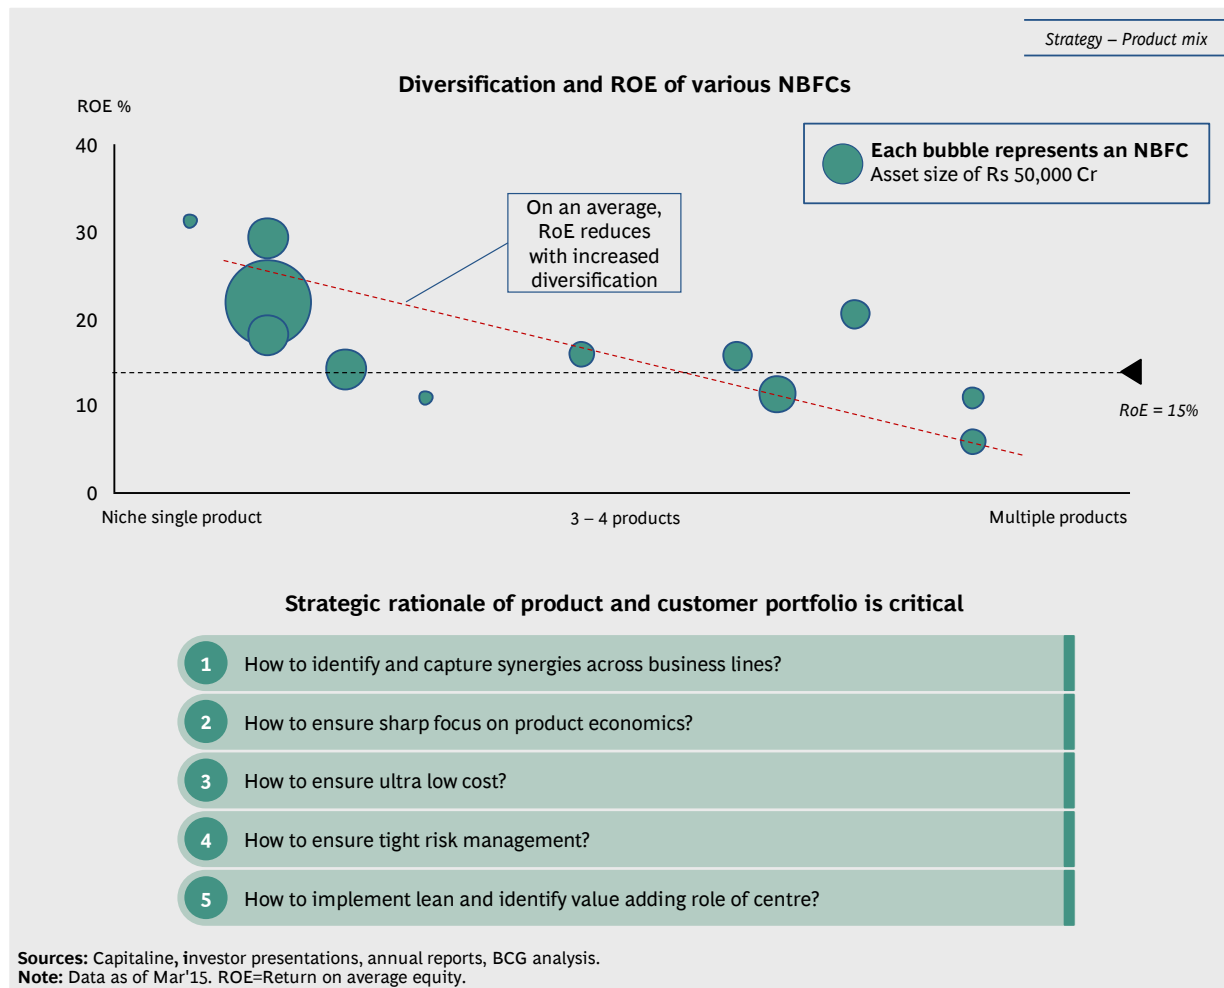 Strategy – Product mix
Diversification and ROE of various NBFCs
ROE %
Each bubble represents an NBFC
Asset size of Rs 50,000 Cr
40
30
20
10
0
On an average,
RoE reduces
with increased
diversification
RoE = 15%
Niche single product
3 – 4 products
Multiple products
Strategic rationale of product and customer portfolio is critical
1 How to identify and capture synergies across business lines?
2 How to ensure sharp focus on product economics?
3 How to ensure ultra low cost?
4 How to ensure tight risk management?
5 How to implement lean and identify value adding role of centre?
Sources: Capitaline, investor presentations, annual reports, BCG analysis.
Note: Data as of Mar'15. ROE=Return on average equity.